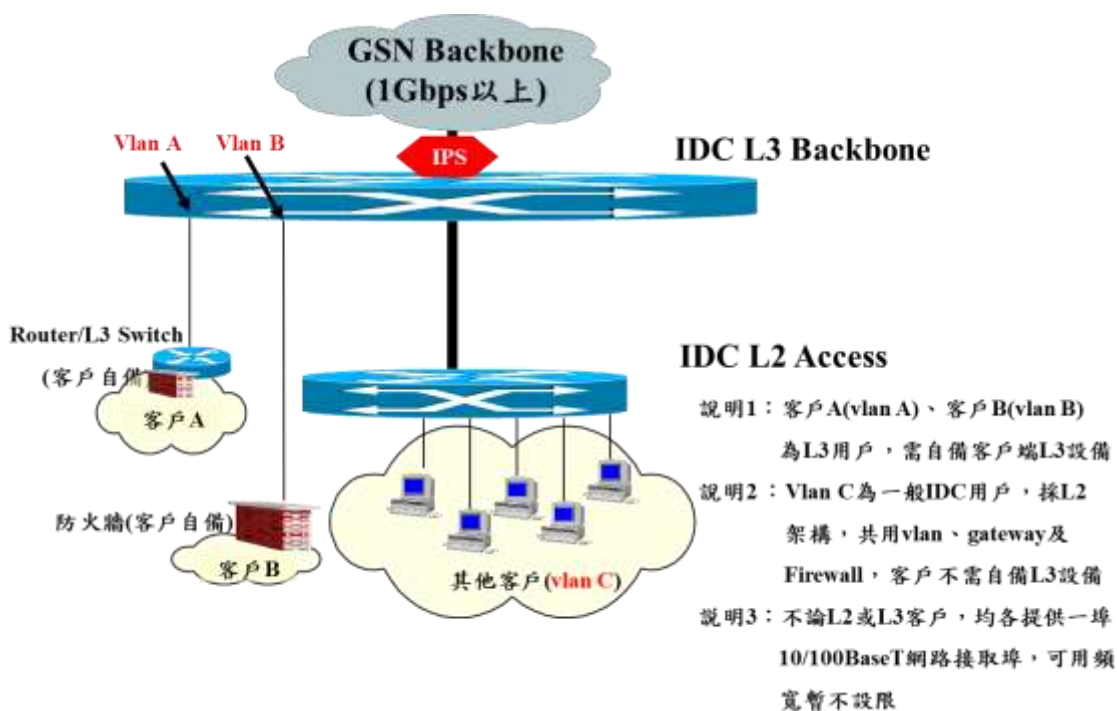 GSN Backbone
(1Gbps以上)
Vlan A
Vlan B
IPS
IDC L3 Backbone
Router/L3 Switch
(客戶自備
客戶A
IDC L2 Access
說明1：客戶A(vlan A)、客戶B(vlan B)
為L3用戶，需自備客戶端L3設備
說明2：Vlan C為一般IDC用戶，採L2
架構，共用vlan、gateway及
Firewall，客戶不需自備L3設備
說明3：不論L2或L3客戶，均各提供一埠
10/100BaseT網路接取埠，可用頻
寬暫不設限
防火牆(客戶自備)
客戶B
其他客戶(vlan C)